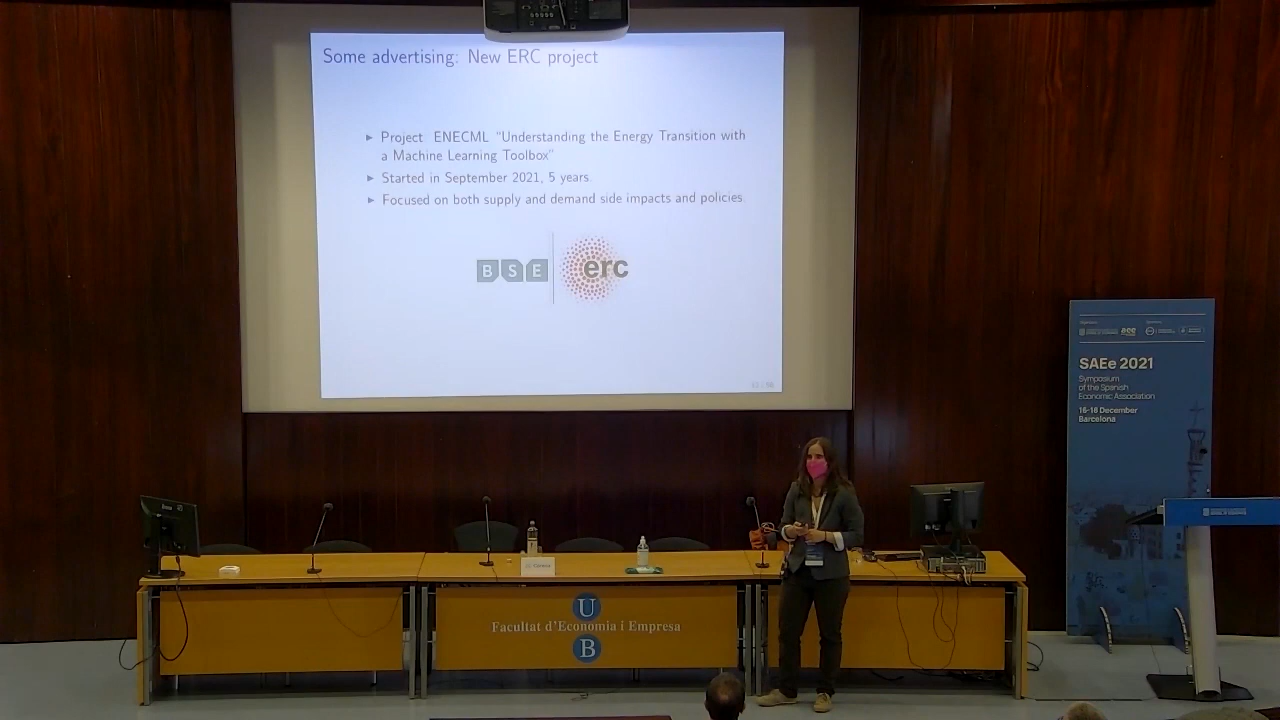 Some advertising: New ERC project
▶ Project ENECML "Understanding the Energy Transition with
a Machine Learning Toolbox"
▶ Started in September 2021, 5 years.
▶ Focused on both supply and demand side impacts and policies.
BSE
erc
SAEe 2021
Symposium
of the Spanish
Economic Association
16-18 December
Barcelona
U
Facultat d'Economia i Empresa
B